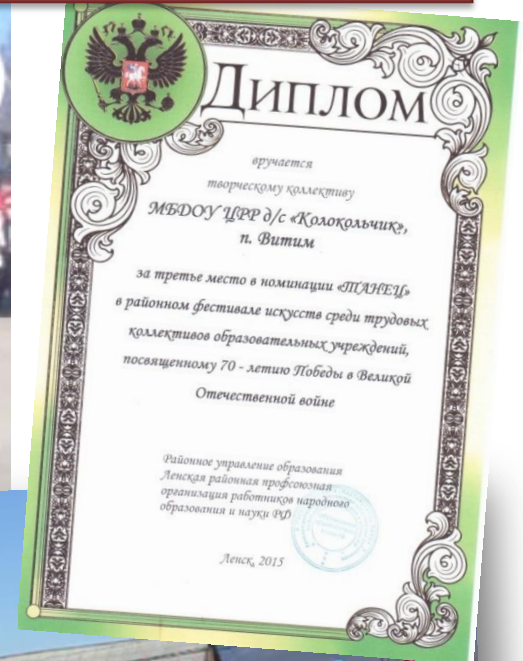 Диплом
вручается
творческому коллективу
МБДОУ ЦРР д/с «Колокольчик»,
п. Витим
за третье место в номинации «ТАНЕЦ»
в районном фестивале искусств среди трудовых
коллективов образовательных учреждений,
посвященному 70 - летию Победы в Великой
Отечественной войне
Районное управление образования
Ленская районная профсоюзная
организация работников народного
образования и науки РФ
Ленск, 2015